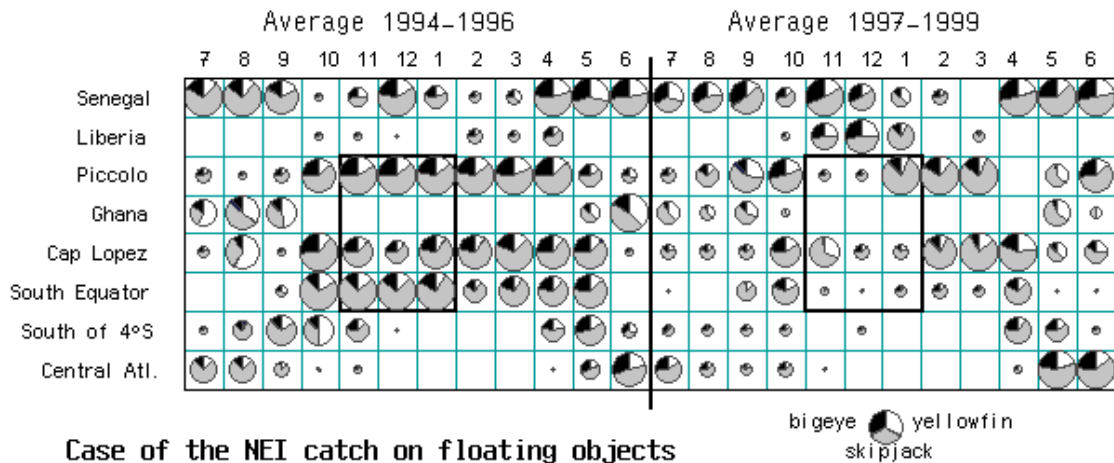 Average 1994-1996 Average 1997-1999
7 8 9 10 11 12 1 2 3 4 5 6 7 8 9 10 11 12 1 2 3 4 5 6
Senegal
Liberia
Piccolo
Ghana
Cap Lopez
South Equator
South of 4ºS
Central Atl.
bigeye yellowfin
skipjack
Case of the NEI catch on floating objects